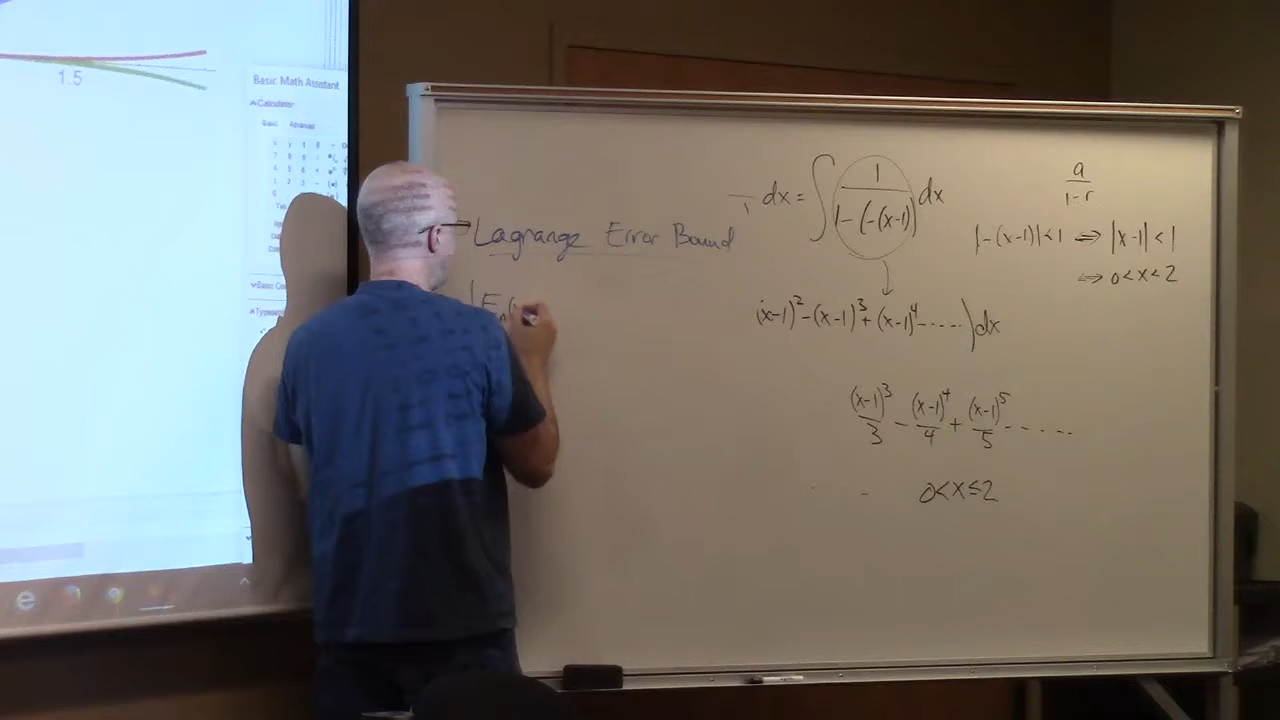 1.5
Basic Math Assistant
Calculator
Basic Advanced
Lagrange Error Bound
|En(
dx = ∫ 1/(1-(-(x-1))) dx
a/(1-r)
|-(x-1)|<1 ⇔ |x-1|<1
⇔ 0<x<2
(x-1)^2 - (x-1)^3 + (x-1)^4 - ..... ) dx
(x-1)^3/3 - (x-1)^4/4 + (x-1)^5/5 - .....
0<x≤2